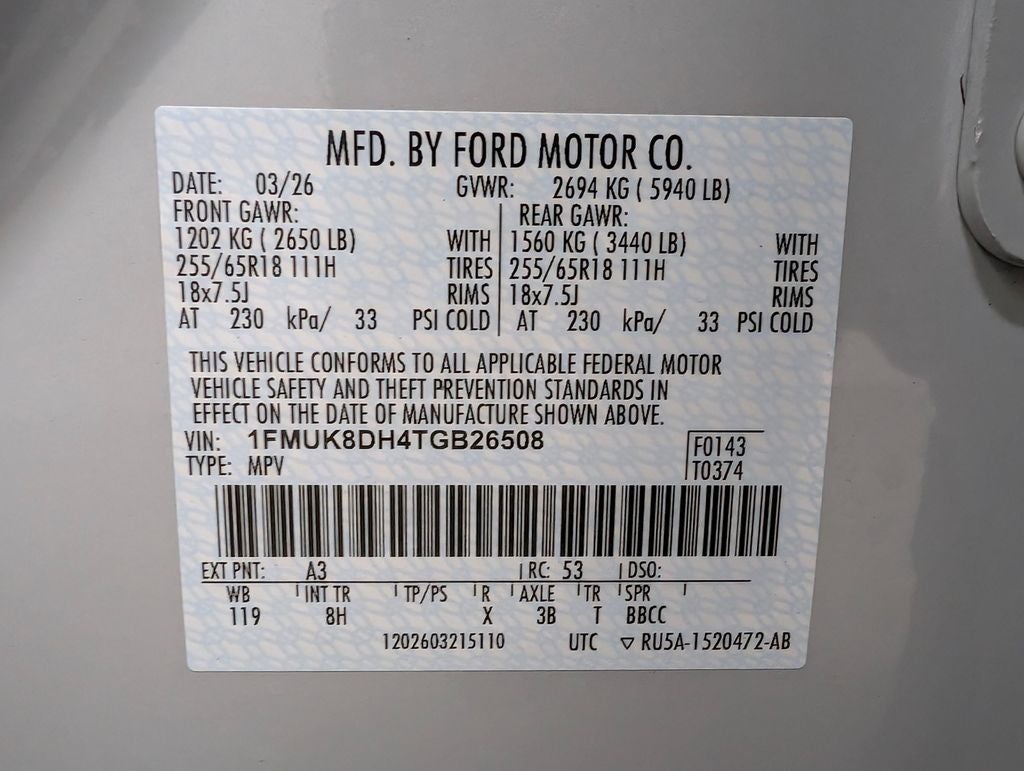 MFD. BY FORD MOTOR CO.
DATE: 03/26 GVWR: 2694 KG ( 5940 LB)
FRONT GAWR: REAR GAWR:
1202 KG ( 2650 LB) WITH 1560 KG ( 3440 LB) WITH
255/65R18 111H TIRES 255/65R18 111H TIRES
18x7.5J RIMS 18x7.5J RIMS
AT 230 kPa/ 33 PSI COLD AT 230 kPa/ 33 PSI COLD
THIS VEHICLE CONFORMS TO ALL APPLICABLE FEDERAL MOTOR
VEHICLE SAFETY AND THEFT PREVENTION STANDARDS IN
EFFECT ON THE DATE OF MANUFACTURE SHOWN ABOVE.
VIN: 1FMUK8DH4TGB26508 F0143
TYPE: MPV T0374
EXT PNT: A3 RC: 53 DSO:
WB INT TR TP/PS R AXLE TR SPR
119 8H X 3B T BBCC
1202603215110 UTC ▽ RU5A-1520472-AB